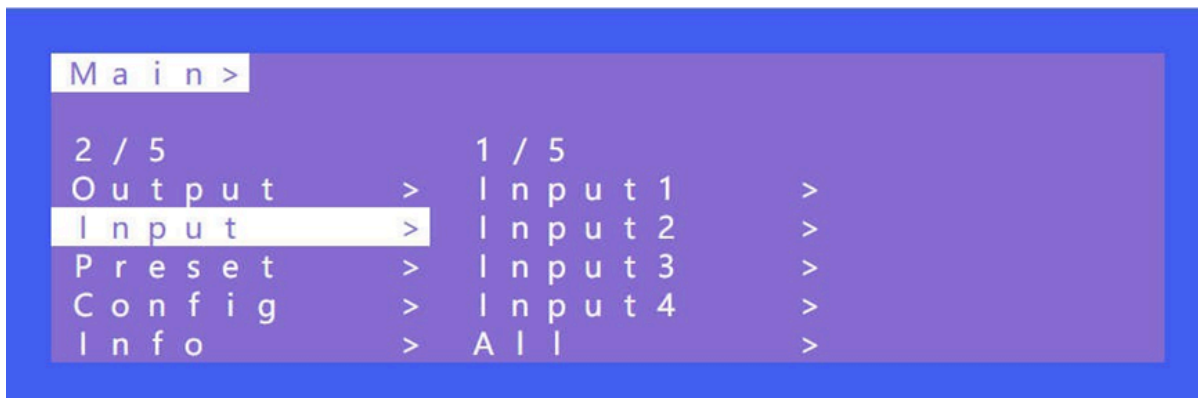 Main>
2/5 1/5
Output > Input1 >
Input > Input2 >
Preset > Input3 >
Config > Input4 >
Info > All >